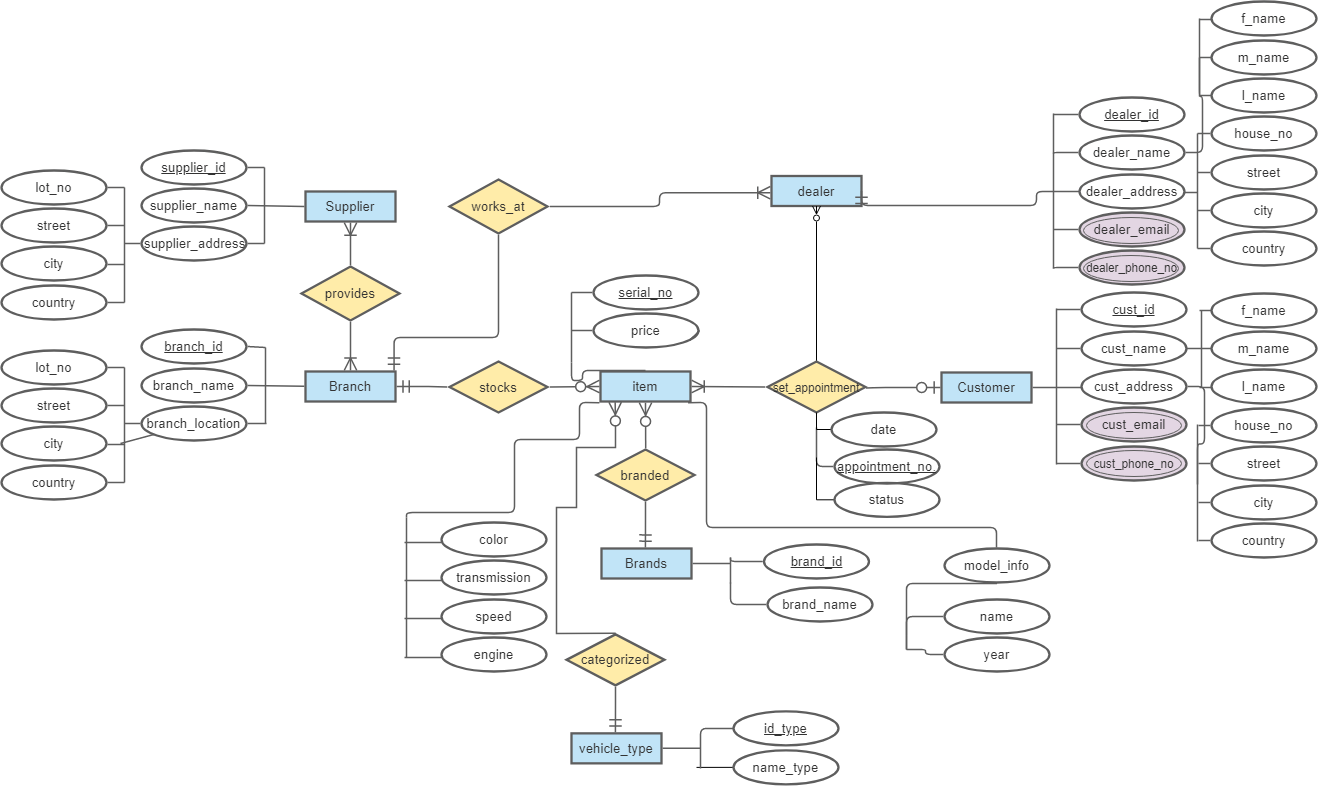 f_name
m_name
l_name
dealer_id
house_no
dealer_name
supplier_id
street
lot_no
dealer
dealer_address
supplier_name
Supplier
works_at
city
street
dealer_email
supplier_address
country
city
dealer_phone_no
provides
serial_no
country
cust_id
f_name
price
branch_id
cust_name
m_name
lot_no
branch_name
Branch
stocks
item
set_appointment
Customer
cust_address
l_name
street
branch_location
date
cust_email
house_no
city
appointment_no.
cust_phone_no
street
country
branded
status
city
color
country
Brands
brand_id
model_info
transmission
brand_name
speed
name
engine
categorized
year
id_type
vehicle_type
name_type